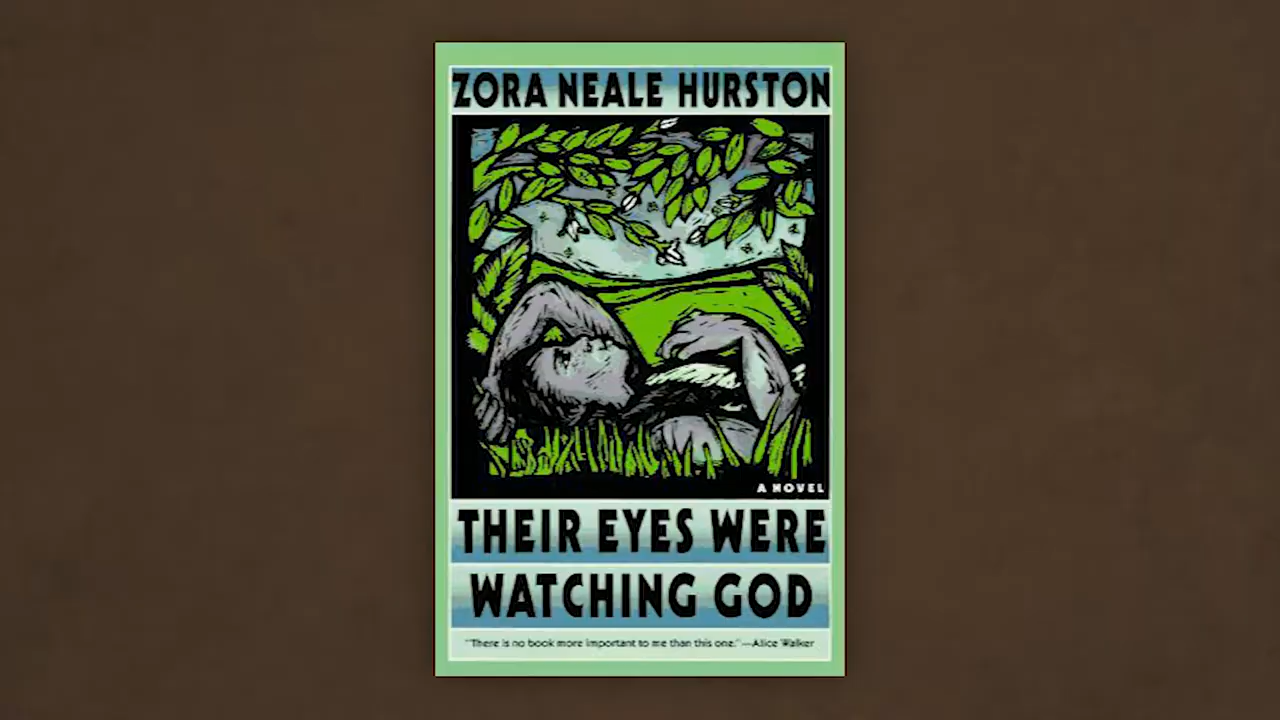 ZORA NEALE HURSTON
A NOVEL
THEIR EYES WERE
WATCHING GOD
"There is no book more important to me than this one."—Alice Walker